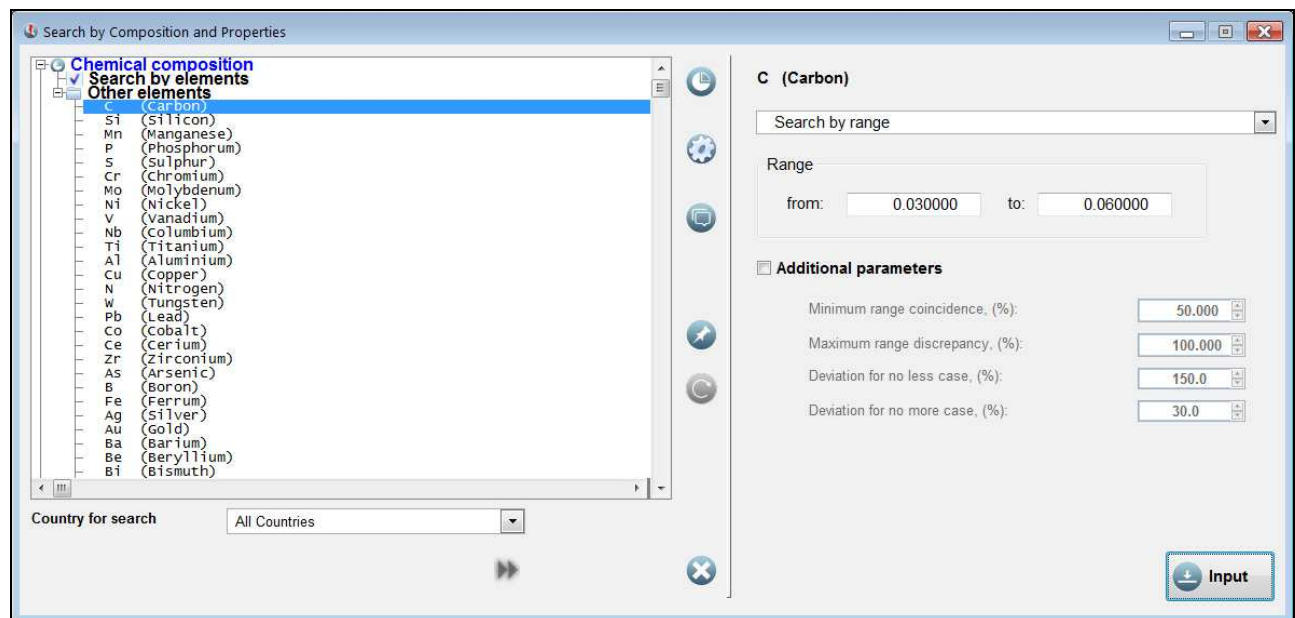 Search by Composition and Properties
Chemical composition
Search by elements
Other elements
C (Carbon)
Si (Silicon)
Mn (Manganese)
P (Phosphorum)
S (Sulphur)
Cr (Chromium)
Mo (Molybdenum)
Ni (Nickel)
V (Vanadium)
Nb (Columbium)
Ti (Titanium)
Al (Aluminium)
Cu (Copper)
N (Nitrogen)
W (Tungsten)
Pb (Lead)
Co (Cobalt)
Ce (Cerium)
Zr (Zirconium)
As (Arsenic)
B (Boron)
Fe (Ferrum)
Ag (Silver)
Au (Gold)
Ba (Barium)
Be (Beryllium)
Bi (Bismuth)
Country for search All Countries
C (Carbon)
Search by range
Range
from: 0.030000 to: 0.060000
Additional parameters
Minimum range coincidence, (%): 50.000
Maximum range discrepancy, (%): 100.000
Deviation for no less case, (%): 150.0
Deviation for no more case, (%): 30.0
Input